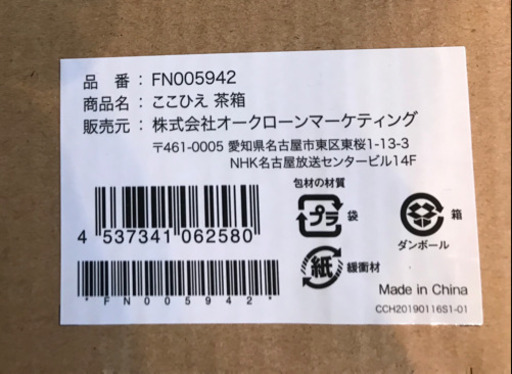 品 番：FN005942
商品名：ここひえ 茶箱
販売元：株式会社オークローンマーケティング
〒461-0005 愛知県名古屋市東区東桜1-13-3
NHK名古屋放送センタービル14F
包材の材質
プラ 袋
箱
ダンボール
紙 緩衝材
4 537341 062580
*FN005942*
Made in China
CCH20190116S1-01